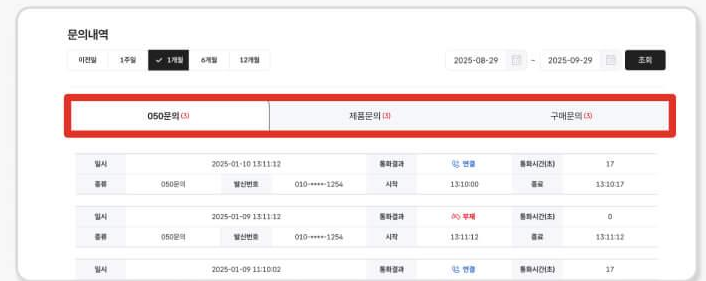 문의내역
이전일 1주일 ✓ 1개월 6개월 12개월 2025-08-29 ~ 2025-09-29 조회
050문의 (3) 제품문의 (3) 구매문의 (3)
일시 2025-01-10 13:11:12 통화결과 연결 통화시간(초) 17
종류 050문의 발신번호 010-****-1254 시작 13:10:00 종료 13:10:17
일시 2025-01-09 13:11:12 통화결과 부재 통화시간(초) 0
종류 050문의 발신번호 010-****-1254 시작 13:11:12 종료 13:11:12
일시 2025-01-09 11:10:02 통화결과 연결 통화시간(초) 17